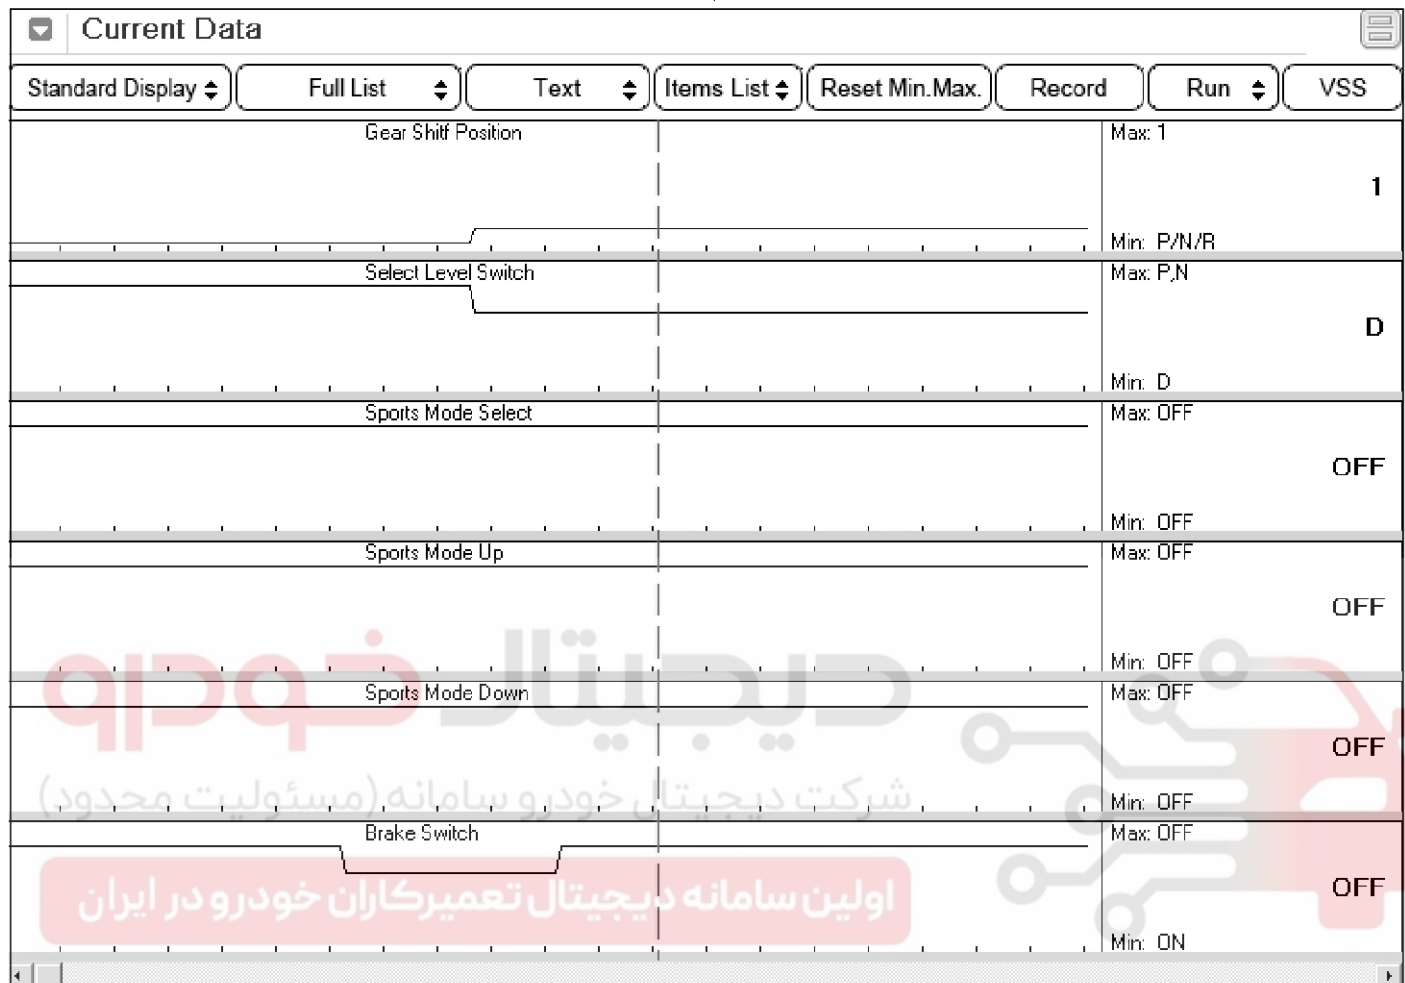 Current Data
Standard Display Full List Text Items List Reset Min.Max. Record Run VSS
Gear Shitf Position Max: 1
1
Min: P/N/R
Select Level Switch Max: P,N
D
Min: D
Sports Mode Select Max: OFF
OFF
Min: OFF
Sports Mode Up Max: OFF
OFF
Min: OFF
دیجیتال خودرو
Sports Mode Down Max: OFF
OFF
شرکت دیجیتال خودرو سامانه (مسئولیت محدود)
Min: OFF
Brake Switch Max: OFF
OFF
اولین سامانه دیجیتال تعمیرکاران خودرو در ایران
Min: ON